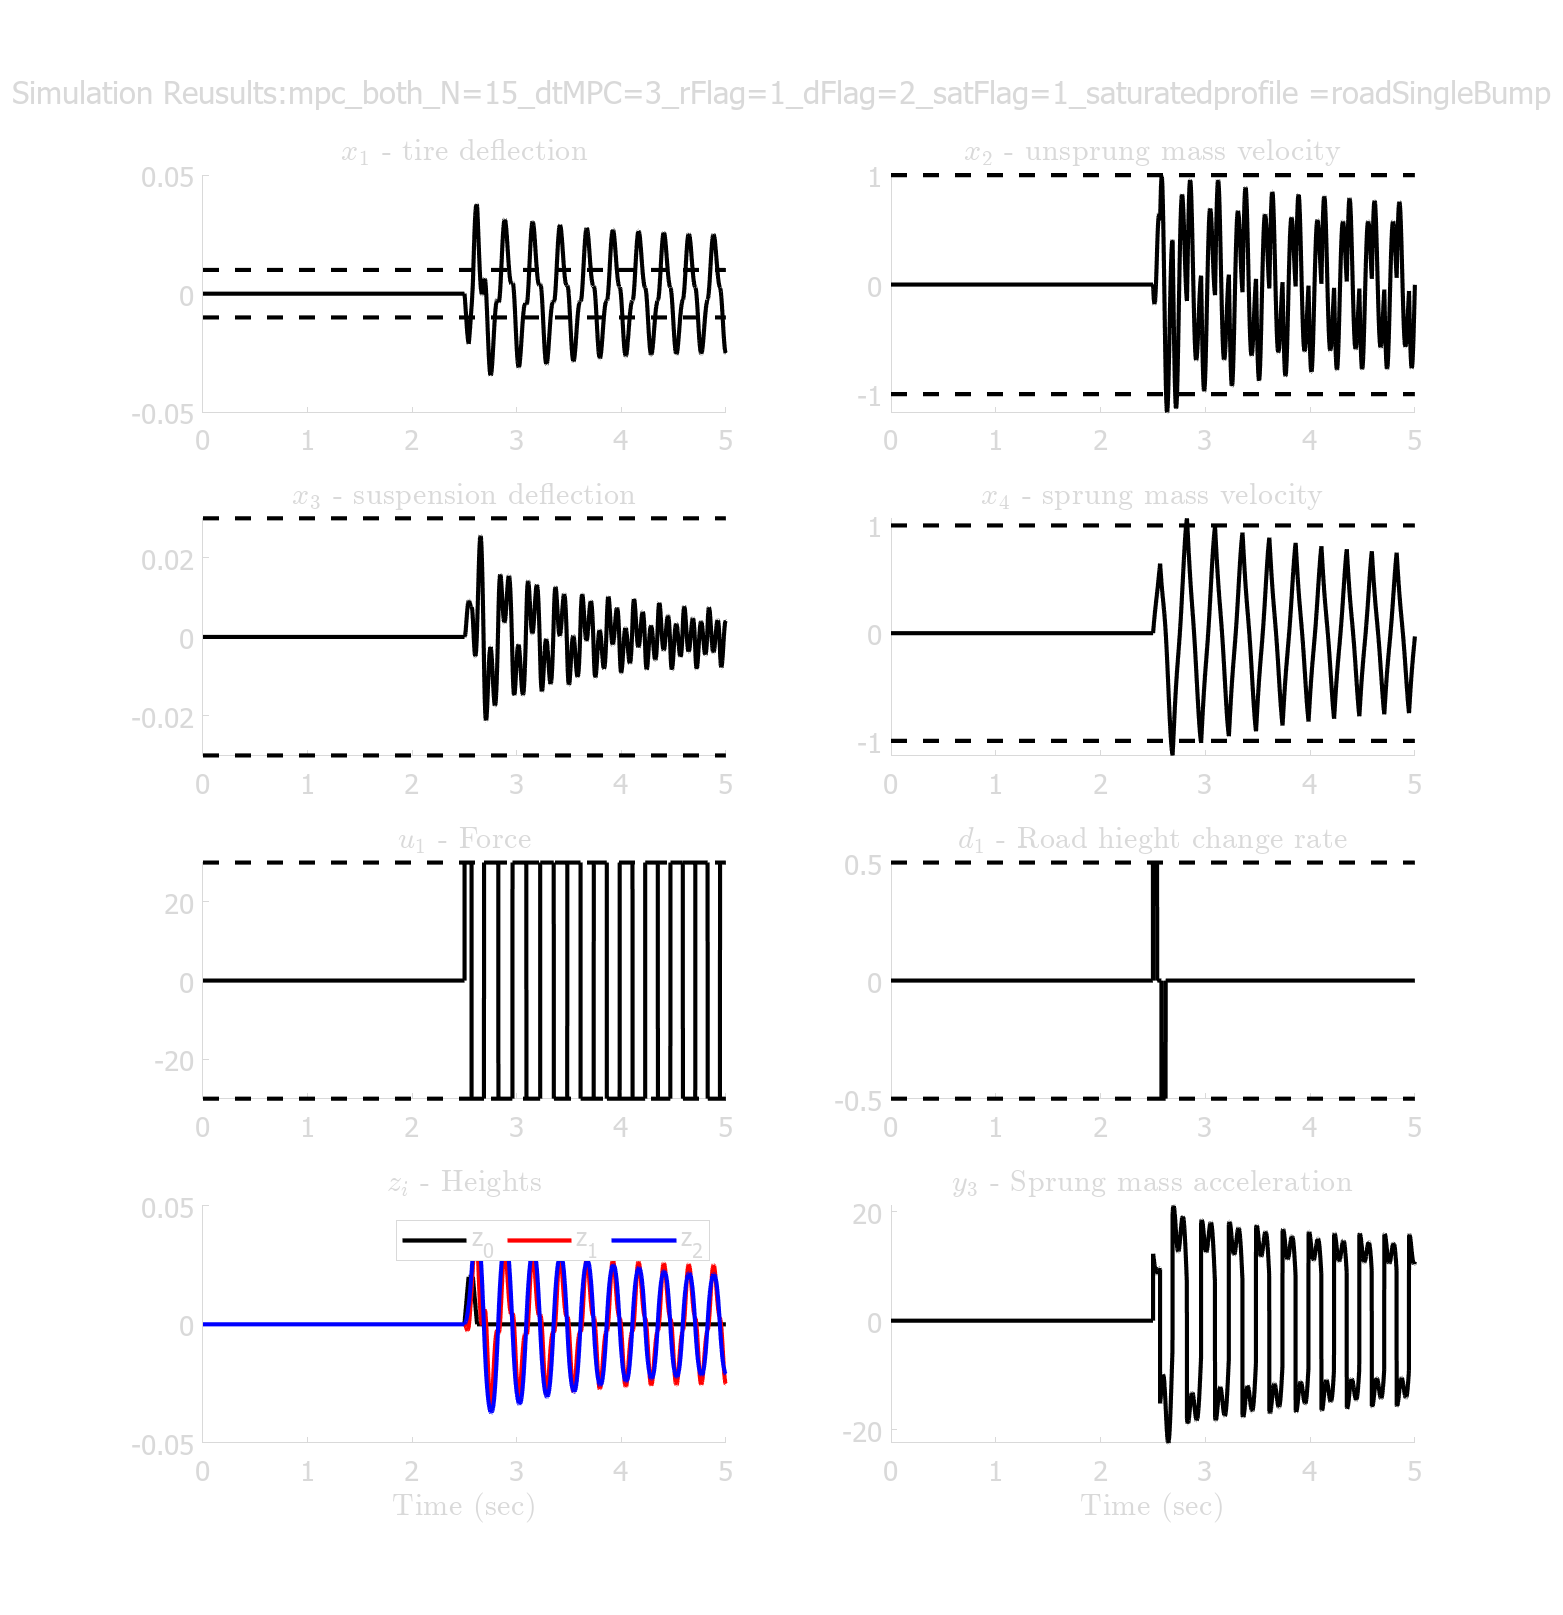 Simulation Reusults:mpc_both_N=15_dtMPC=3_rFlag=1_dFlag=2_satFlag=1_saturatedprofile =roadSingleBump
x₁ - tire deflection
0.05
0
-0.05
0 1 2 3 4 5
x₂ - unsprung mass velocity
1
0
-1
0 1 2 3 4 5
x₃ - suspension deflection
0.02
0
-0.02
0 1 2 3 4 5
x₄ - sprung mass velocity
1
0
-1
0 1 2 3 4 5
u₁ - Force
20
0
-20
0 1 2 3 4 5
d₁ - Road hieght change rate
0.5
0
-0.5
0 1 2 3 4 5
zᵢ - Heights
0.05
z₀ z₁ z₂
0
-0.05
0 1 2 3 4 5
Time (sec)
y₃ - Sprung mass acceleration
20
0
-20
0 1 2 3 4 5
Time (sec)